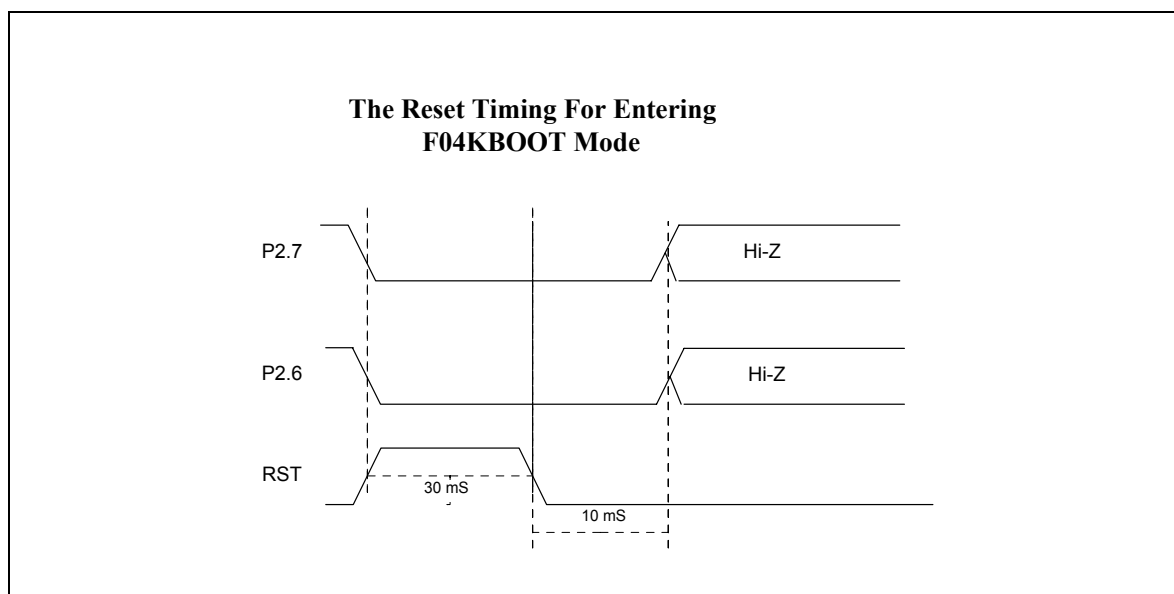 The Reset Timing For Entering
F04KBOOT Mode
P2.7
Hi-Z
P2.6
Hi-Z
RST
30 mS
10 mS